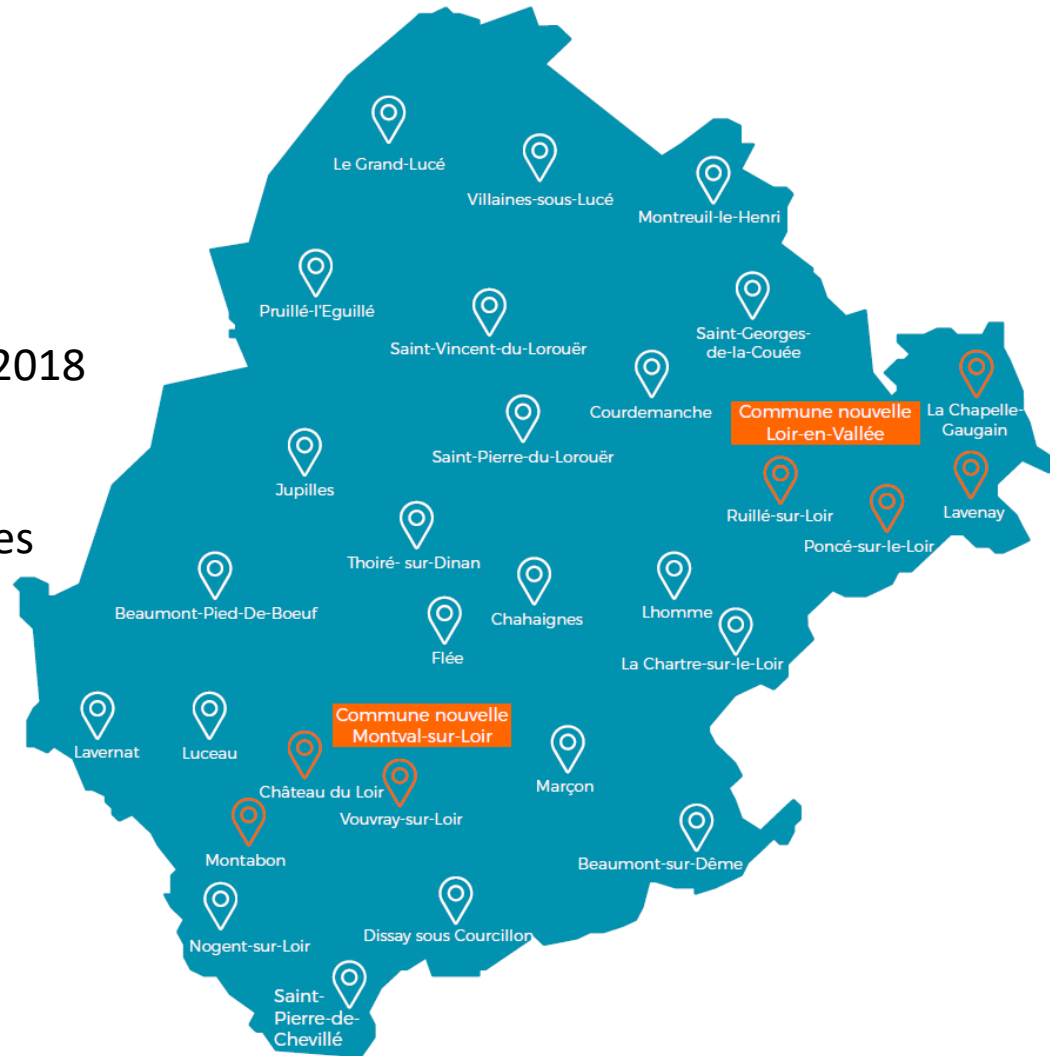 Le Grand-Lucé
Villaines-sous-Lucé
Montreuil-le-Henri
Pruillé-l'Eguillé
Saint-Vincent-du-Lorouër
Saint-Georges-
de-la-Couée
2018
Courdemanche
Commune nouvelle
Loir-en-Vallée
La Chapelle-
Gaugain
Saint-Pierre-du-Lorouër
Jupilles
Ruillé-sur-Loir
Lavenay
Poncé-sur-le-Loir
es
Thoiré- sur-Dinan
Beaumont-Pied-De-Boeuf
Chahaignes
Lhomme
Flée
La Chartre-sur-le-Loir
Commune nouvelle
Montval-sur-Loir
Lavernat
Luceau
Château du Loir
Marçon
Vouvray-sur-Loir
Montabon
Beaumont-sur-Dême
Nogent-sur-Loir
Dissay sous Courcillon
Saint-
Pierre-de-
Chevillé